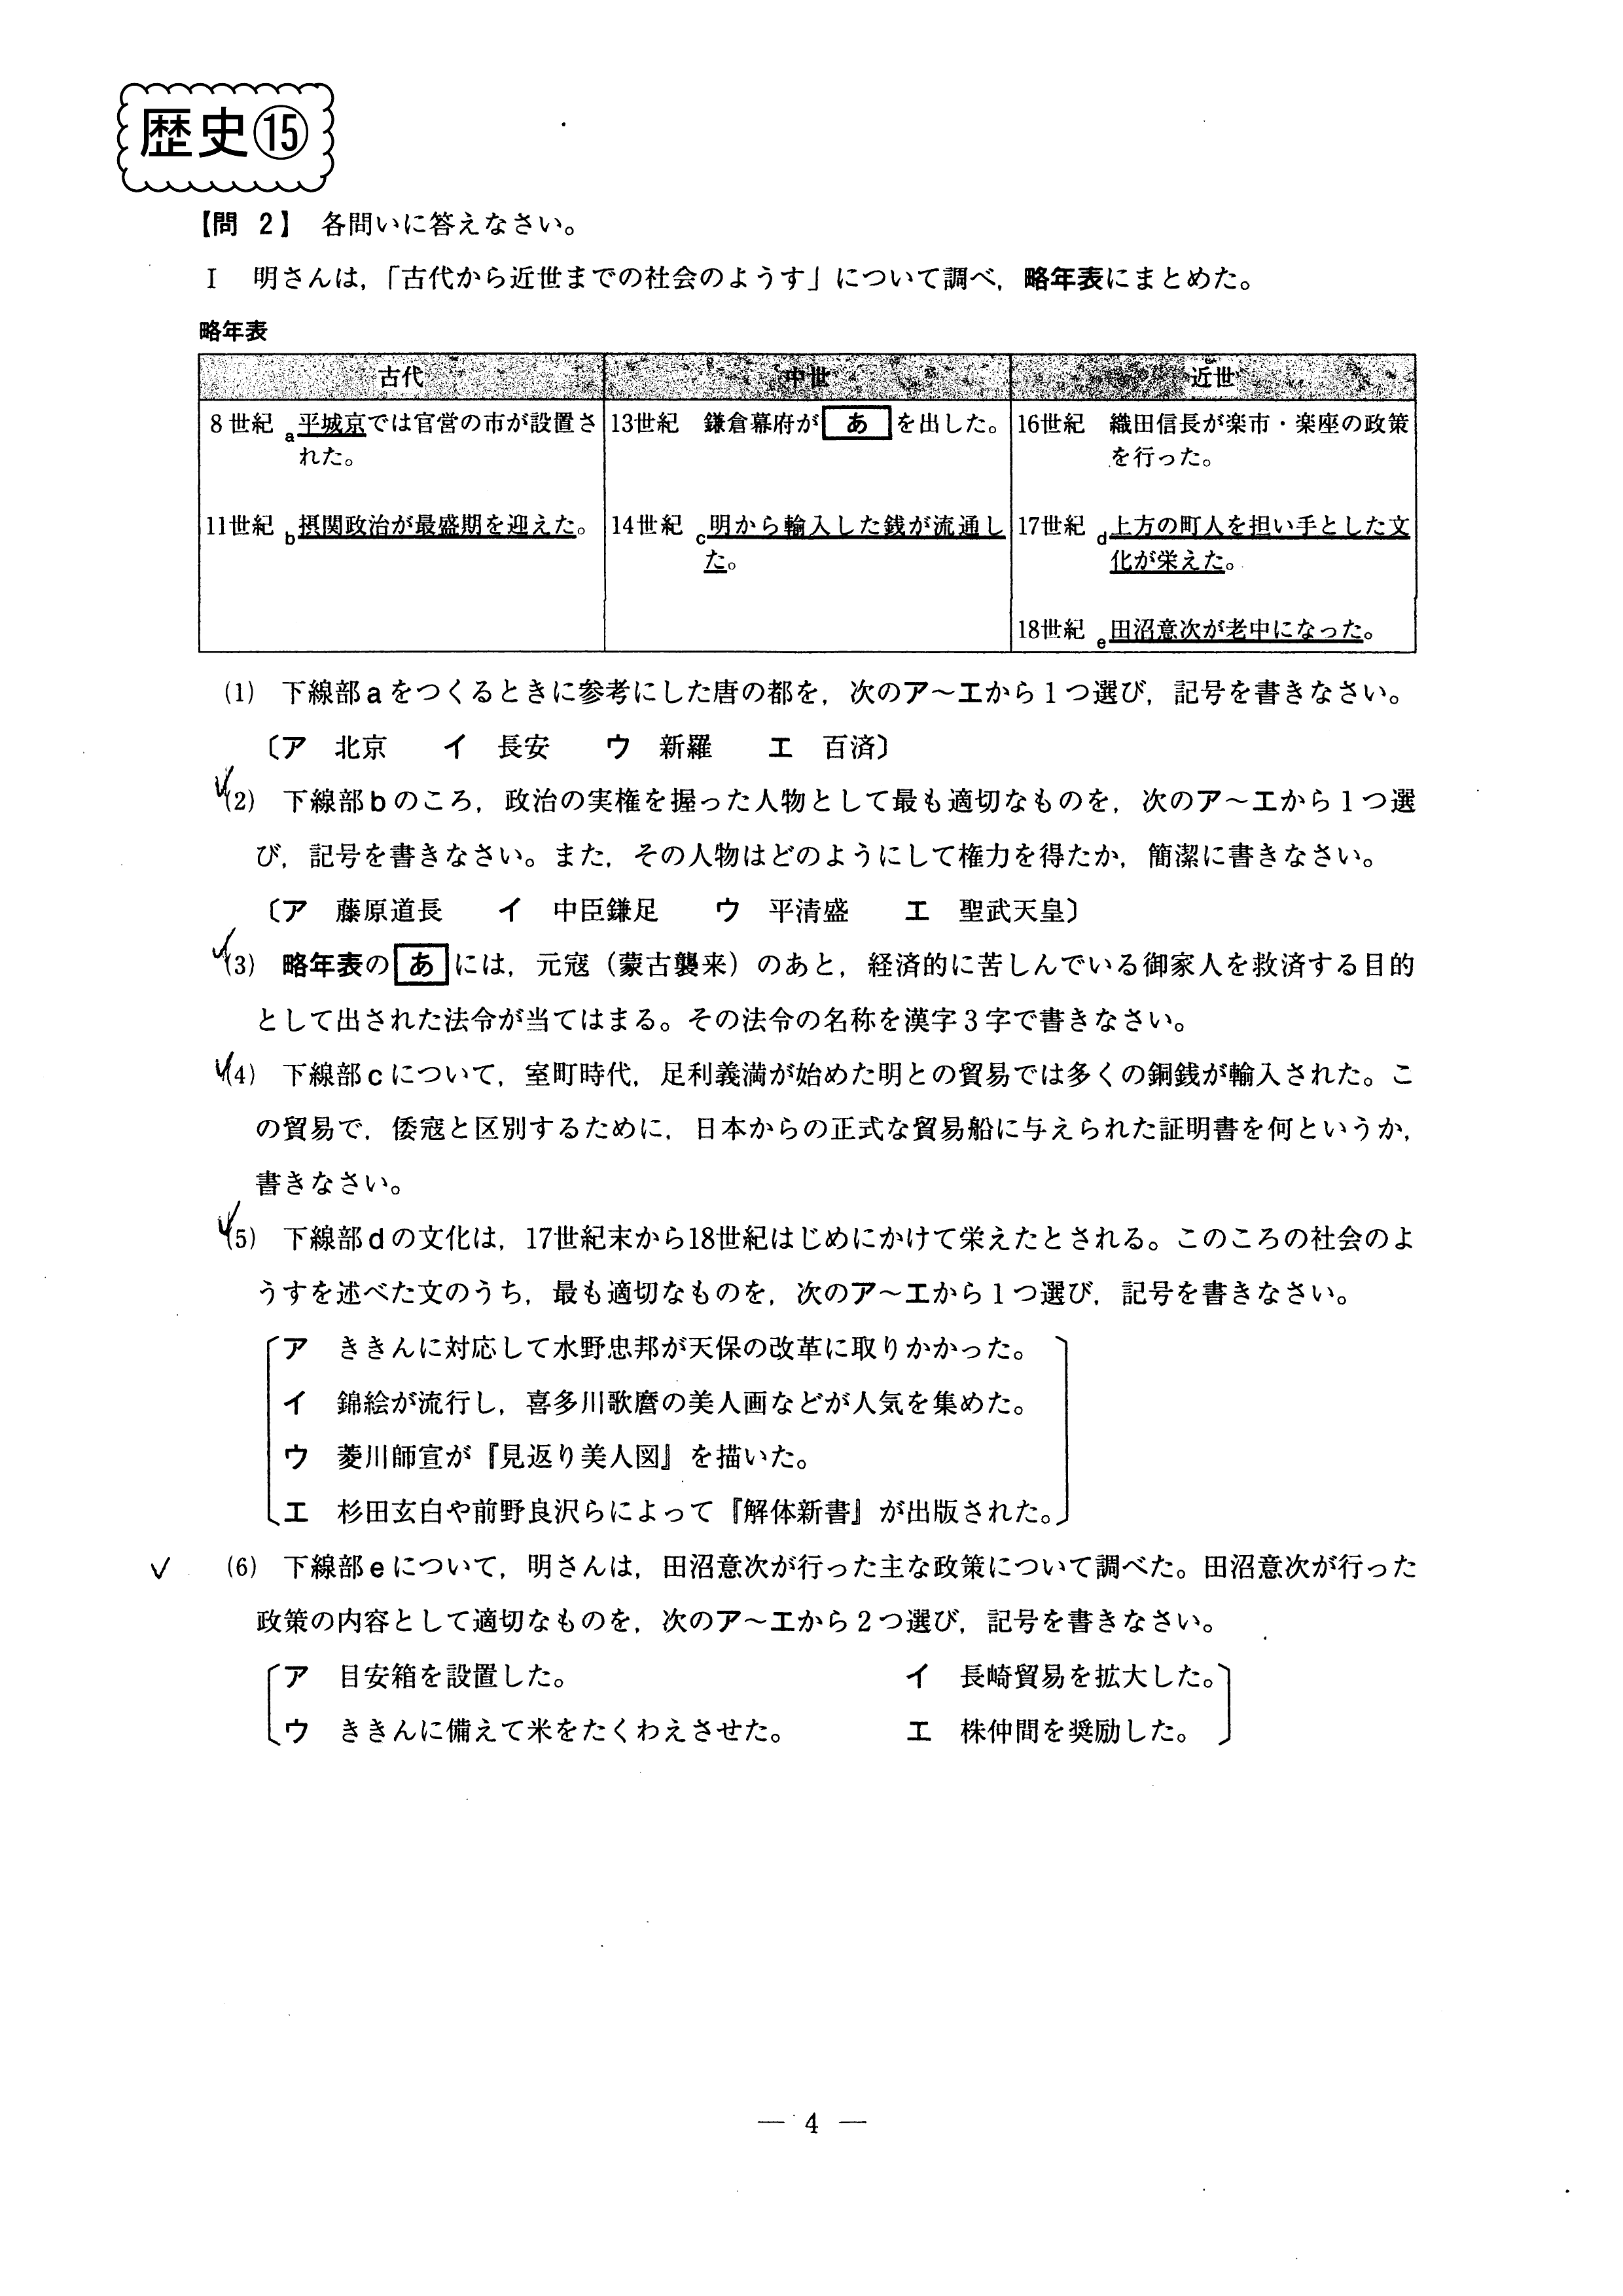 歴史⑮
【問 2】 各問いに答えなさい。
Ⅰ 明さんは，「古代から近世までの社会のようす」について調べ，略年表にまとめた。
略年表
古代 中世 近世
8世紀 a平城京では官営の市が設置さ
れた。
11世紀 b摂関政治が最盛期を迎えた。
13世紀 鎌倉幕府が あ を出した。
14世紀 c明から輸入した銭が流通し
た。
16世紀 織田信長が楽市・楽座の政策
を行った。
17世紀 d上方の町人を担い手とした文
化が栄えた。
18世紀 e田沼意次が老中になった。
(1) 下線部aをつくるときに参考にした唐の都を，次のア〜エから1つ選び，記号を書きなさい。
〔ア 北京 イ 長安 ウ 新羅 エ 百済〕
(2) 下線部bのころ，政治の実権を握った人物として最も適切なものを，次のア〜エから1つ選
び，記号を書きなさい。また，その人物はどのようにして権力を得たか，簡潔に書きなさい。
〔ア 藤原道長 イ 中臣鎌足 ウ 平清盛 エ 聖武天皇〕
(3) 略年表の あ には，元寇（蒙古襲来）のあと，経済的に苦しんでいる御家人を救済する目的
として出された法令が当てはまる。その法令の名称を漢字3字で書きなさい。
(4) 下線部cについて，室町時代，足利義満が始めた明との貿易では多くの銅銭が輸入された。こ
の貿易で，倭寇と区別するために，日本からの正式な貿易船に与えられた証明書を何というか，
書きなさい。
(5) 下線部dの文化は，17世紀末から18世紀はじめにかけて栄えたとされる。このころの社会のよ
うすを述べた文のうち，最も適切なものを，次のア〜エから1つ選び，記号を書きなさい。
ア ききんに対応して水野忠邦が天保の改革に取りかかった。
イ 錦絵が流行し，喜多川歌麿の美人画などが人気を集めた。
ウ 菱川師宣が『見返り美人図』を描いた。
エ 杉田玄白や前野良沢らによって『解体新書』が出版された。
(6) 下線部eについて，明さんは，田沼意次が行った主な政策について調べた。田沼意次が行った
政策の内容として適切なものを，次のア〜エから2つ選び，記号を書きなさい。
ア 目安箱を設置した。 イ 長崎貿易を拡大した。
ウ ききんに備えて米をたくわえさせた。 エ 株仲間を奨励した。
— 4 —